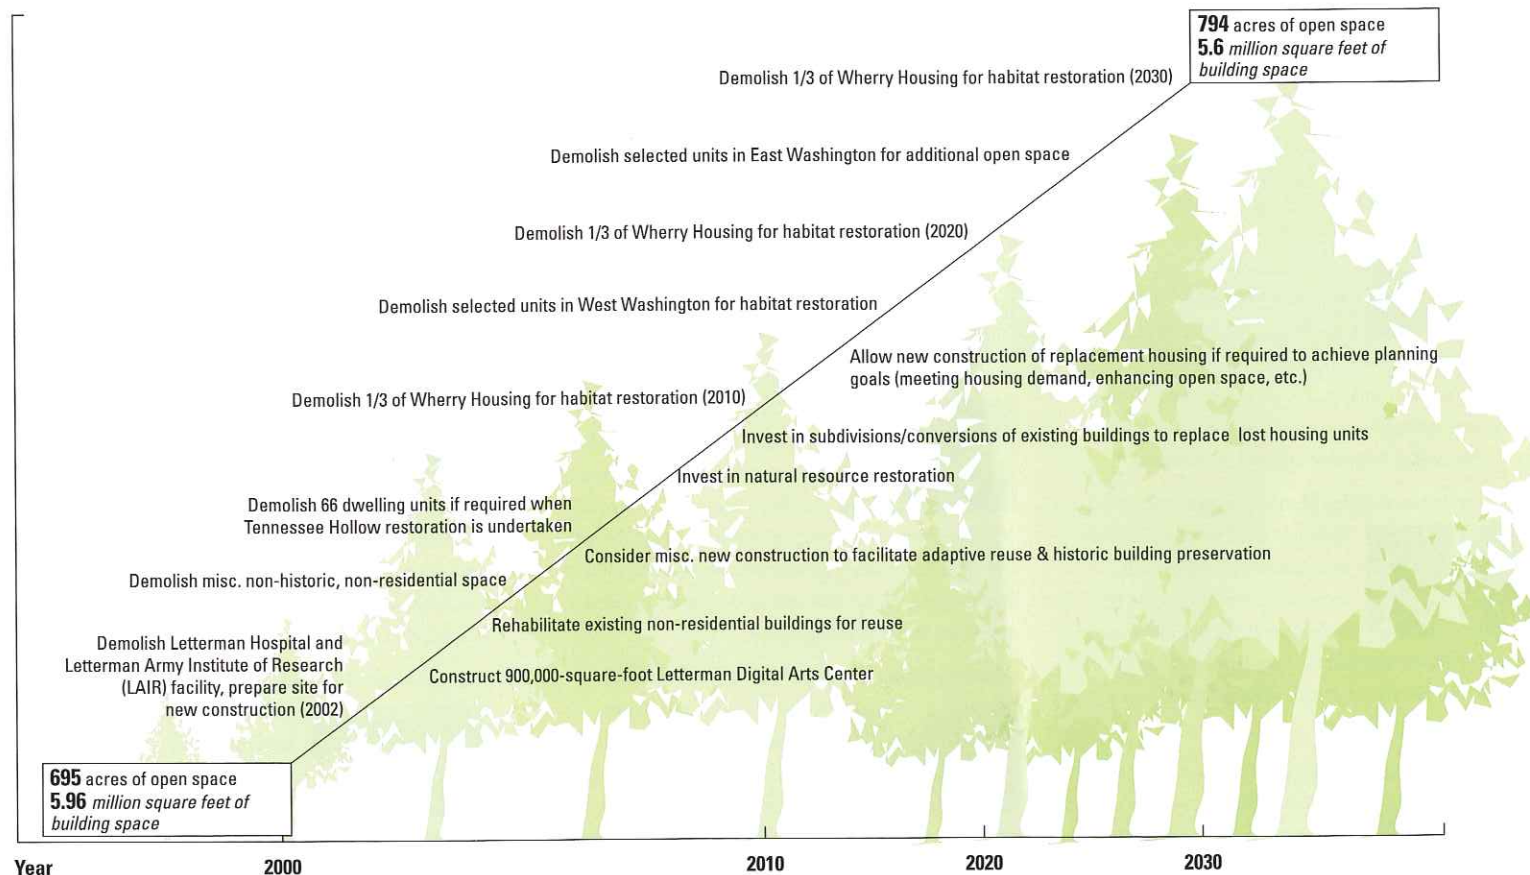 794 acres of open space
5.6 million square feet of
building space
Demolish 1/3 of Wherry Housing for habitat restoration (2030)
Demolish selected units in East Washington for additional open space
Demolish 1/3 of Wherry Housing for habitat restoration (2020)
Demolish selected units in West Washington for habitat restoration
Allow new construction of replacement housing if required to achieve planning
goals (meeting housing demand, enhancing open space, etc.)
Demolish 1/3 of Wherry Housing for habitat restoration (2010)
Invest in subdivisions/conversions of existing buildings to replace lost housing units
Invest in natural resource restoration
Demolish 66 dwelling units if required when
Tennessee Hollow restoration is undertaken
Consider misc. new construction to facilitate adaptive reuse & historic building preservation
Demolish misc. non-historic, non-residential space
Rehabilitate existing non-residential buildings for reuse
Demolish Letterman Hospital and
Letterman Army Institute of Research
(LAIR) facility, prepare site for
new construction (2002)
Construct 900,000-square-foot Letterman Digital Arts Center
695 acres of open space
5.96 million square feet of
building space
Year 2000 2010 2020 2030